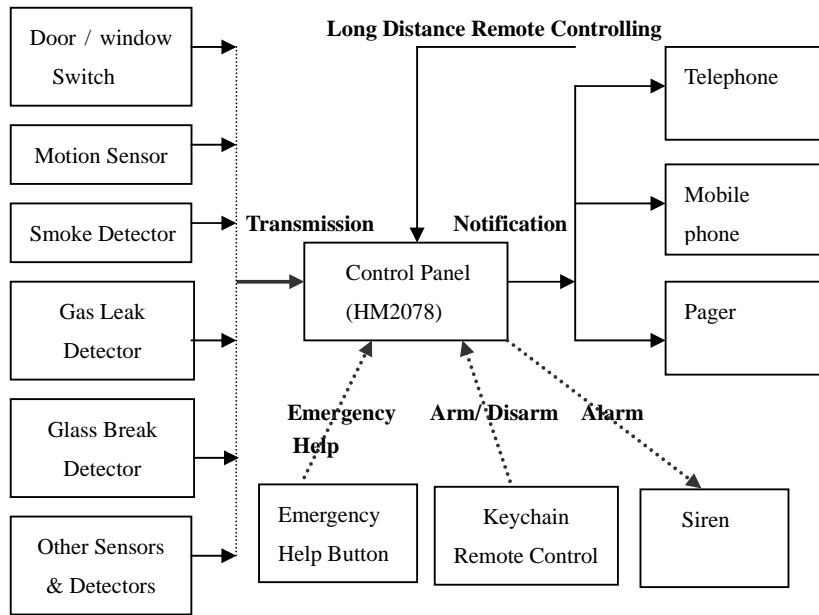 Door / window
Switch
Motion Sensor
Smoke Detector
Gas Leak
Detector
Glass Break
Detector
Other Sensors
& Detectors
Long Distance Remote Controlling
Transmission
Notification
Control Panel
(HM2078)
Telephone
Mobile
phone
Pager
Emergency
Help
Arm/ Disarm
Alarm
Emergency
Help Button
Keychain
Remote Control
Siren